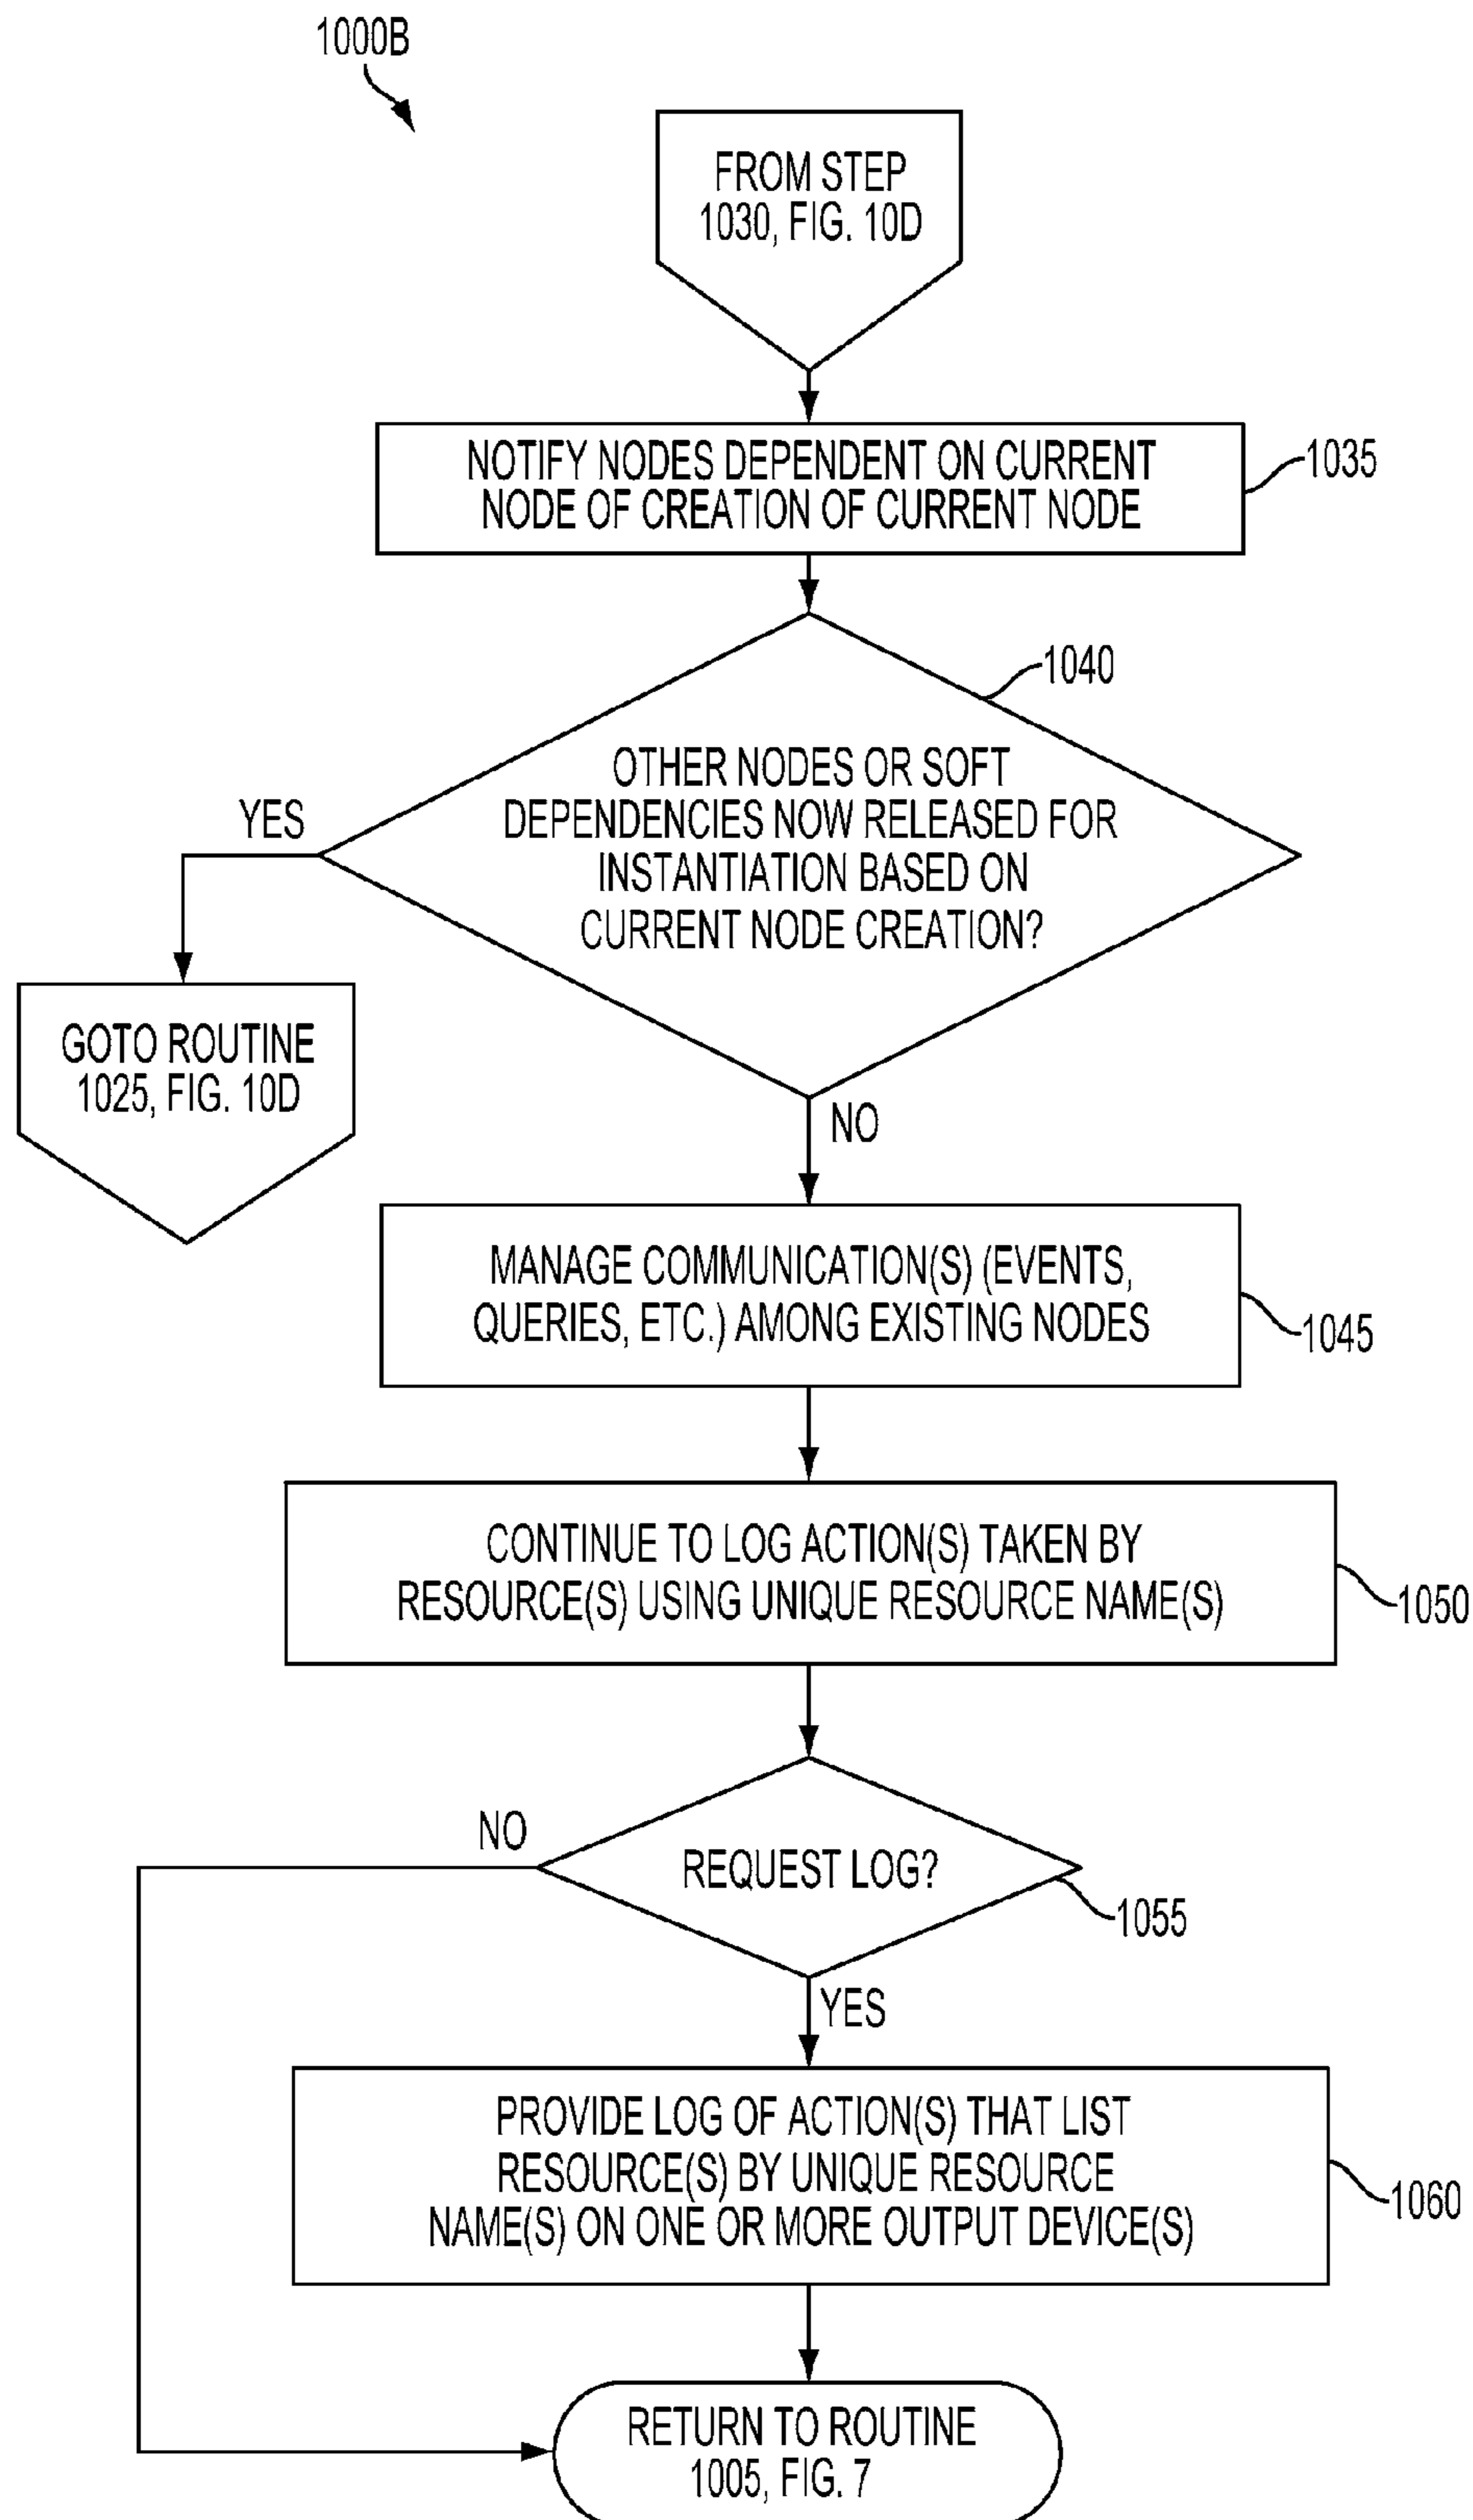 1000B
FROM STEP
1030, FIG. 10D
NOTIFY NODES DEPENDENT ON CURRENT
NODE OF CREATION OF CURRENT NODE
1035
1040
OTHER NODES OR SOFT
DEPENDENCIES NOW RELEASED FOR
INSTANTIATION BASED ON
CURRENT NODE CREATION?
YES
GOTO ROUTINE
1025, FIG. 10D
NO
MANAGE COMMUNICATION(S) (EVENTS,
QUERIES, ETC.) AMONG EXISTING NODES
1045
CONTINUE TO LOG ACTION(S) TAKEN BY
RESOURCE(S) USING UNIQUE RESOURCE NAME(S)
1050
NO
REQUEST LOG?
1055
YES
PROVIDE LOG OF ACTION(S) THAT LIST
RESOURCE(S) BY UNIQUE RESOURCE
NAME(S) ON ONE OR MORE OUTPUT DEVICE(S)
1060
RETURN TO ROUTINE
1005, FIG. 7